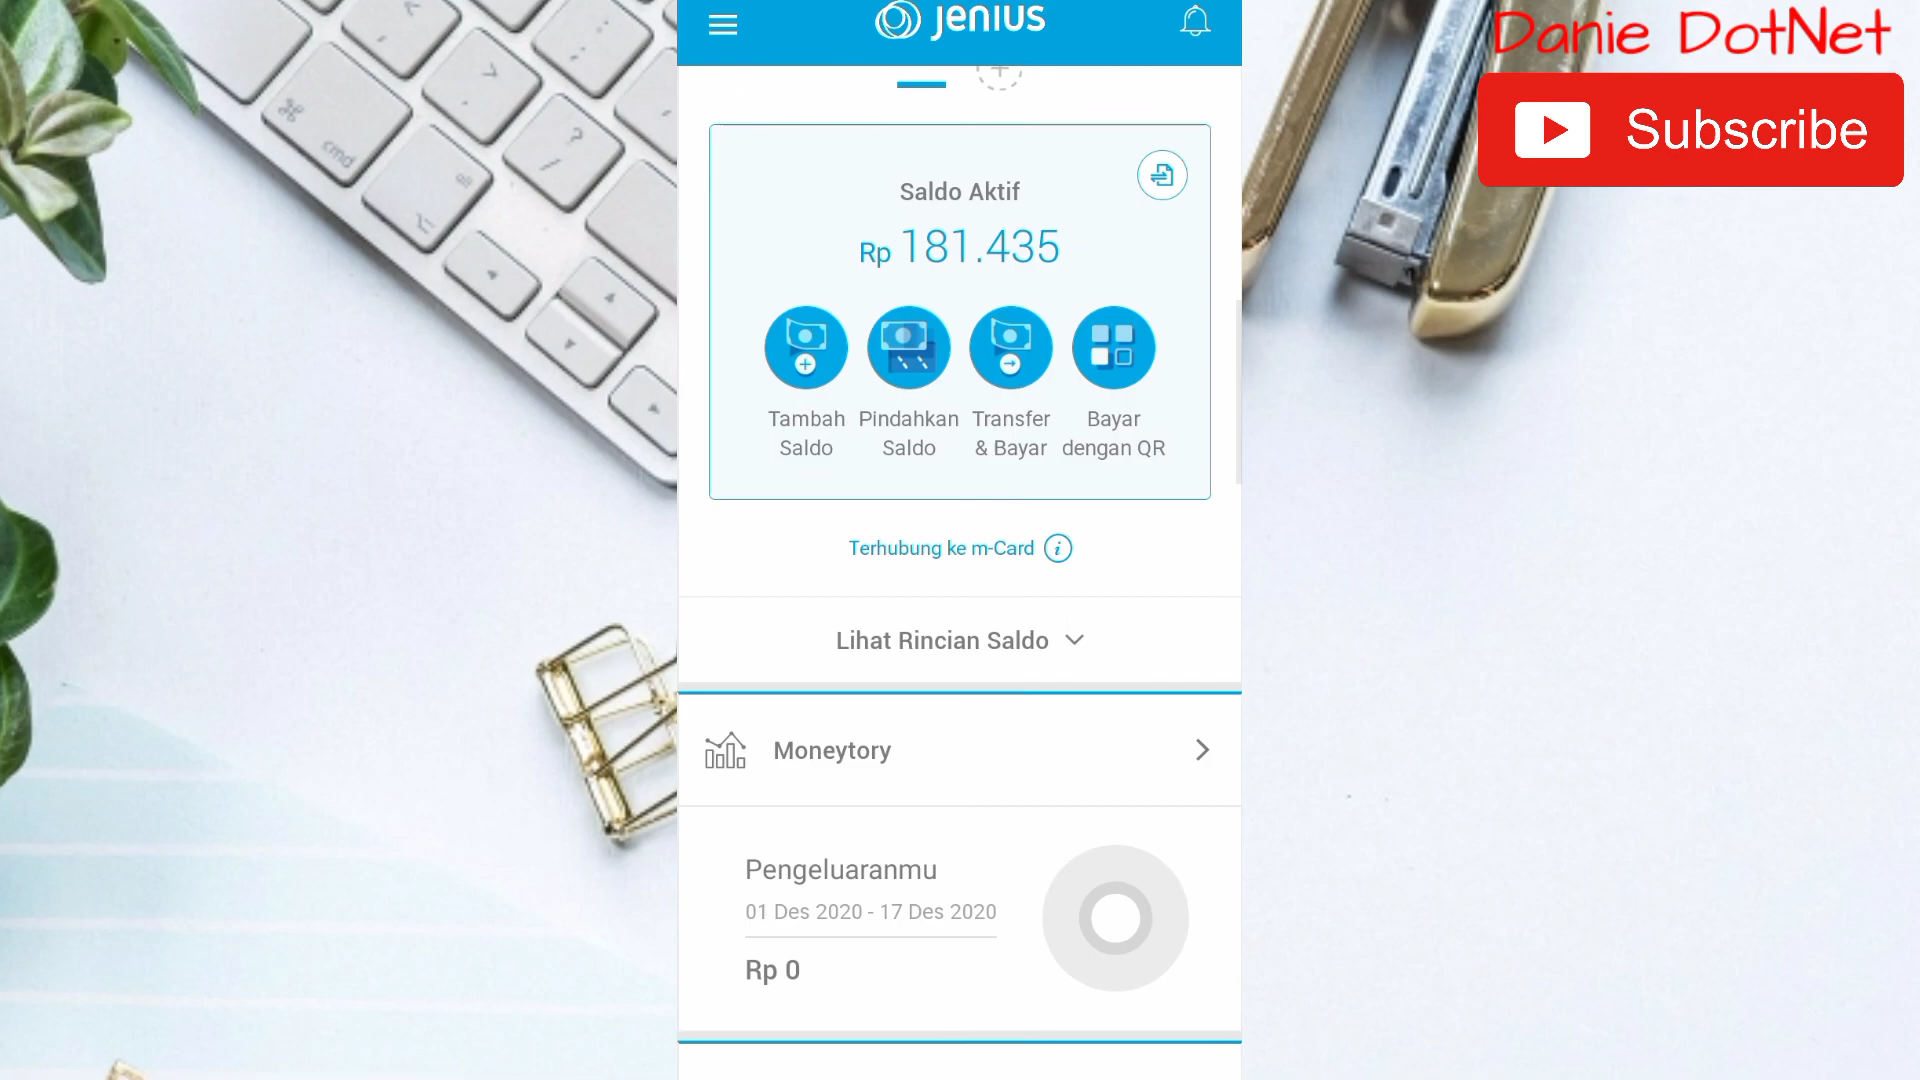 Jenius
Danie DotNet
Subscribe
Saldo Aktif
Rp 181.435
Tambah Saldo
Pindahkan Saldo
Transfer & Bayar
Bayar dengan QR
Terhubung ke m-Card i
Lihat Rincian Saldo
Moneytory
Pengeluaranmu
01 Des 2020 - 17 Des 2020
Rp 0
cmd